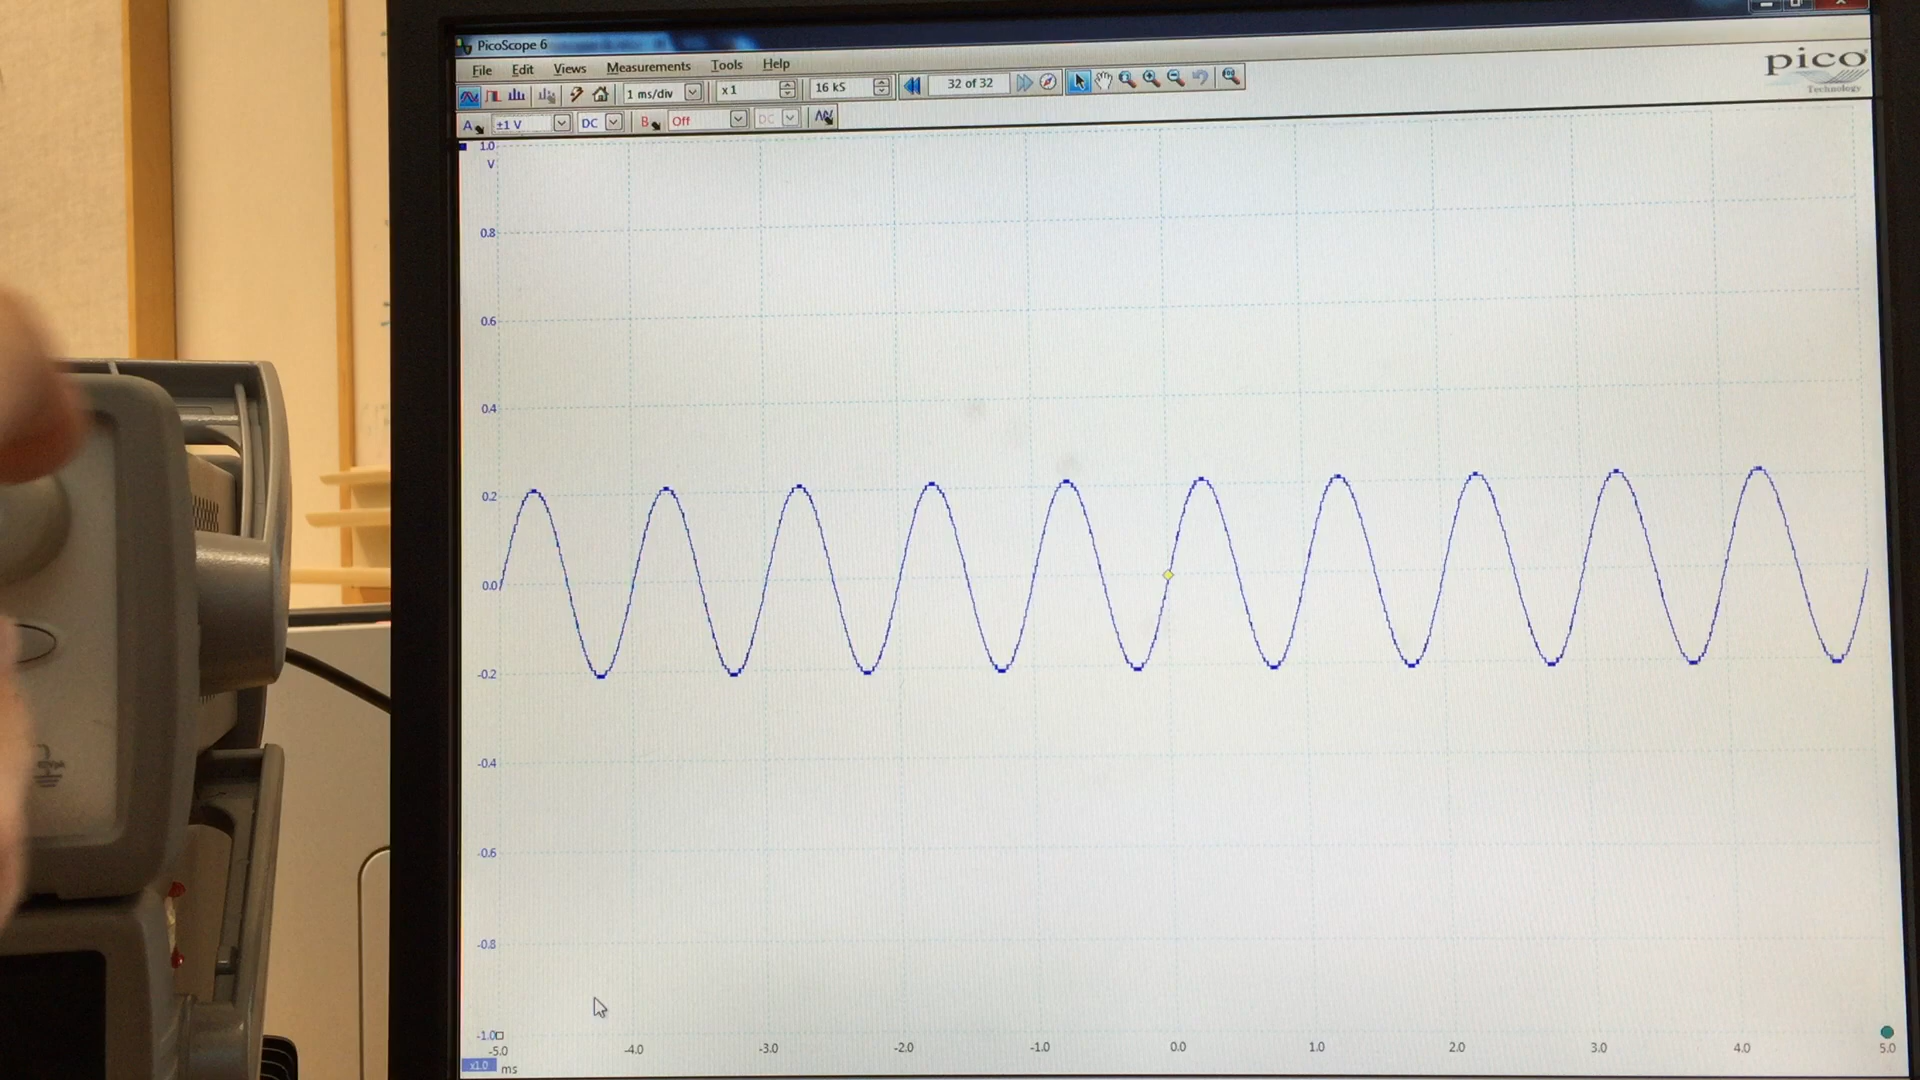 PicoScope 6
File Edit Views Measurements Tools Help
pico
Technology
1 ms/div x 1 16 kS 32 of 32
A ±1 V DC B Off DC
1.0
V
0.8
0.6
0.4
0.2
0.0
-0.2
-0.4
-0.6
-0.8
-1.0
-5.0 -4.0 -3.0 -2.0 -1.0 0.0 1.0 2.0 3.0 4.0 5.0
x1.0 ms